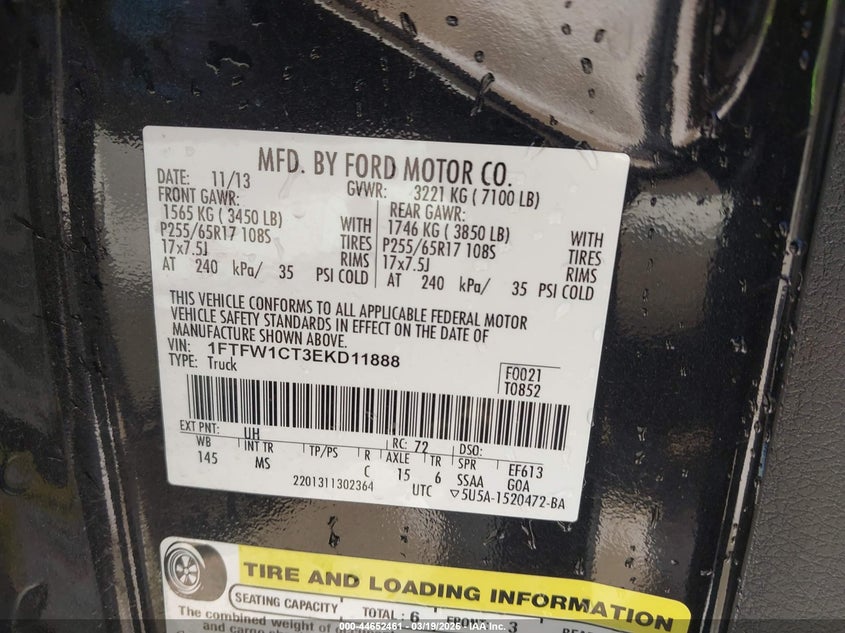 MFD. BY FORD MOTOR CO.
DATE: 11/13 GVWR: 3221 KG ( 7100 LB)
FRONT GAWR: REAR GAWR:
1565 KG ( 3450 LB) WITH 1746 KG ( 3850 LB) WITH
P255/65R17 108S TIRES P255/65R17 108S TIRES
17x7.5J RIMS 17x7.5J RIMS
AT 240 kPa/ 35 PSI COLD AT 240 kPa/ 35 PSI COLD
THIS VEHICLE CONFORMS TO ALL APPLICABLE FEDERAL MOTOR
VEHICLE SAFETY STANDARDS IN EFFECT ON THE DATE OF
MANUFACTURE SHOWN ABOVE.
VIN: 1FTFW1CT3EKD11888
TYPE: Truck
F0021
T0852
EXT PNT: UH RC: 72 DSO:
WB INT TR TP/PS R AXLE TR SPR EF613
145 MS C 15 6 SSAA GOA
2201311302364 UTC ▽5U5A-1520472-BA
TIRE AND LOADING INFORMATION
SEATING CAPACITY TOTAL : 6 3
The combined weight of
000-44652461 - 03/19/2026 - IAA Inc.